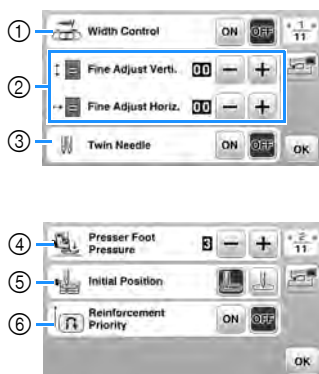 ① Width Control ON OFF 1/11
② Fine Adjust Verti. 00 − +
Fine Adjust Horiz. 00 − +
③ Twin Needle ON OFF OK
④ Presser Foot
Pressure 3 − + 2/11
⑤ Initial Position
⑥ Reinforcement
Priority ON OFF
OK